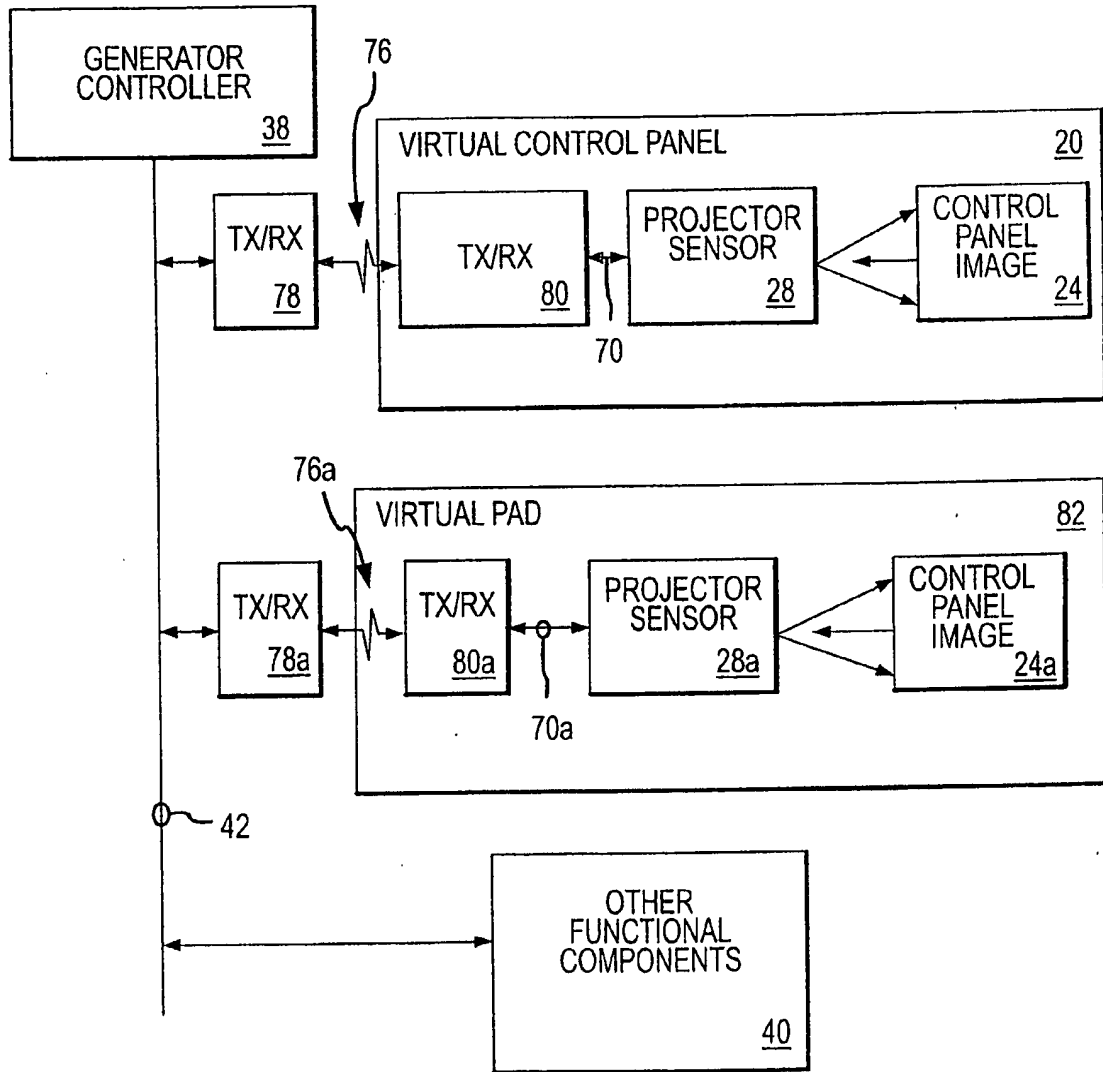 GENERATOR
CONTROLLER
38
76
VIRTUAL CONTROL PANEL
20
TX/RX
78
TX/RX
80
70
PROJECTOR
SENSOR
28
CONTROL
PANEL
IMAGE
24
76a
VIRTUAL PAD
82
TX/RX
78a
TX/RX
80a
70a
PROJECTOR
SENSOR
28a
CONTROL
PANEL
IMAGE
24a
42
OTHER
FUNCTIONAL
COMPONENTS
40